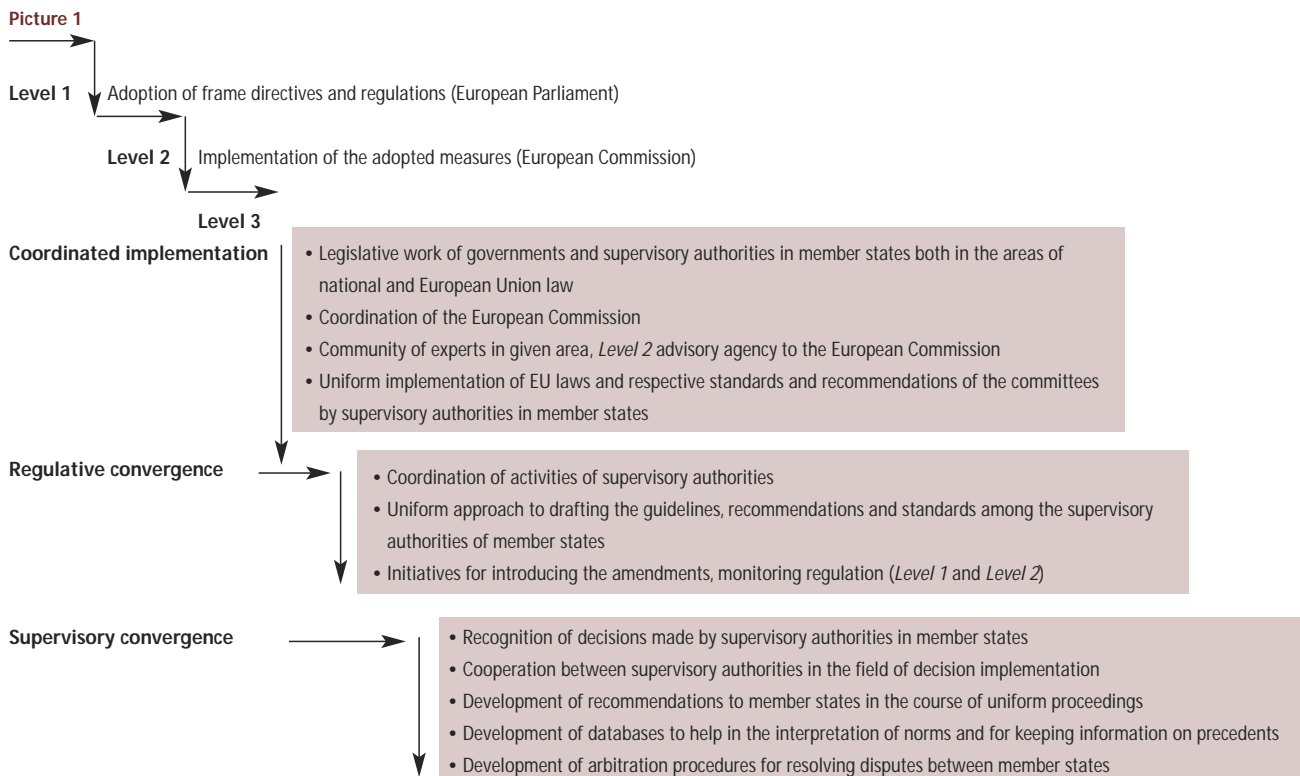 Picture 1
Level 1 Adoption of frame directives and regulations (European Parliament)
Level 2 Implementation of the adopted measures (European Commission)
Level 3
Coordinated implementation
• Legislative work of governments and supervisory authorities in member states both in the areas of
national and European Union law
• Coordination of the European Commission
• Community of experts in given area, Level 2 advisory agency to the European Commission
• Uniform implementation of EU laws and respective standards and recommendations of the committees
by supervisory authorities in member states
Regulative convergence
• Coordination of activities of supervisory authorities
• Uniform approach to drafting the guidelines, recommendations and standards among the supervisory
authorities of member states
• Initiatives for introducing the amendments, monitoring regulation (Level 1 and Level 2)
Supervisory convergence
• Recognition of decisions made by supervisory authorities in member states
• Cooperation between supervisory authorities in the field of decision implementation
• Development of recommendations to member states in the course of uniform proceedings
• Development of databases to help in the interpretation of norms and for keeping information on precedents
• Development of arbitration procedures for resolving disputes between member states